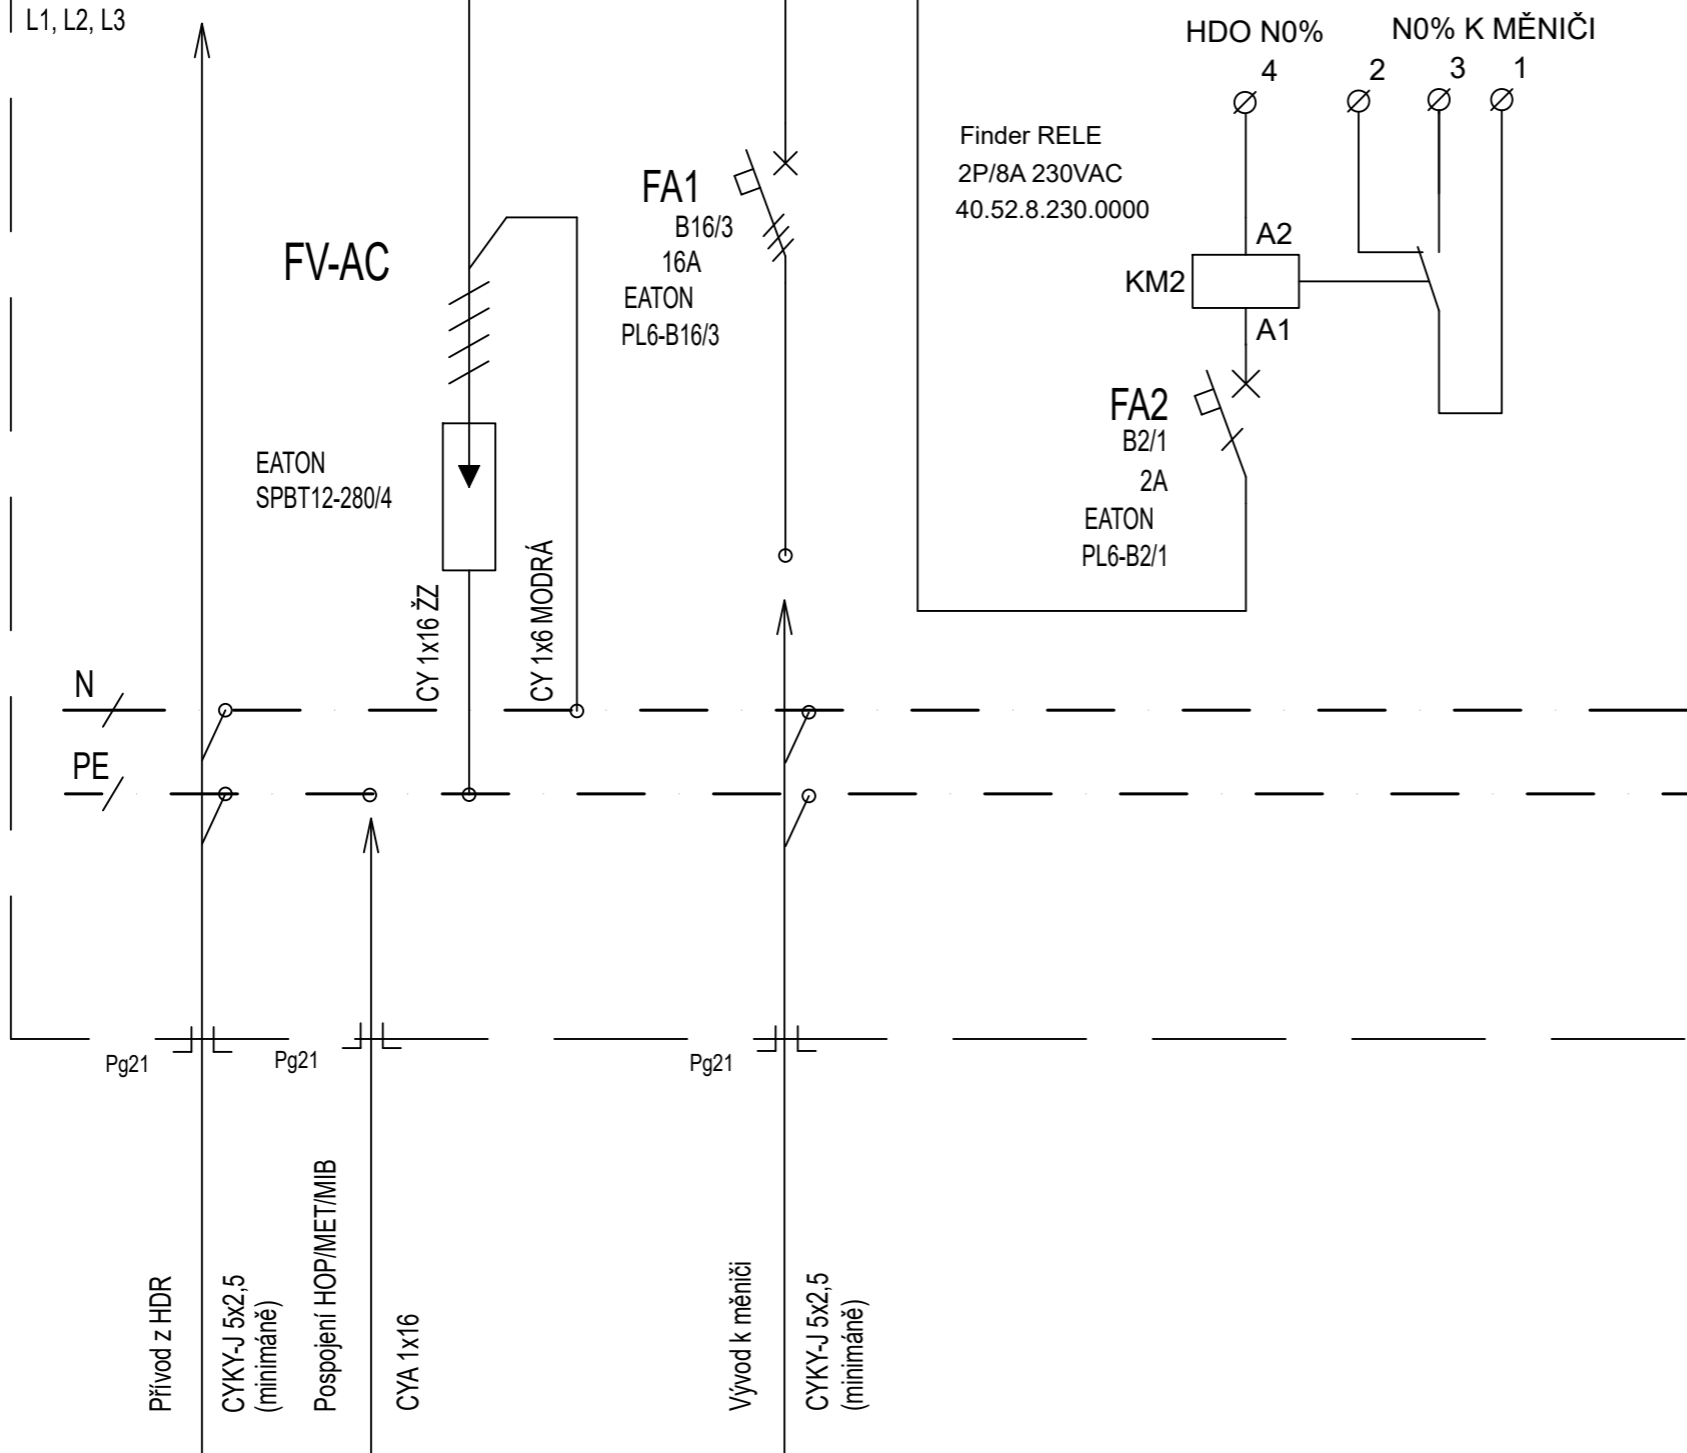 L1, L2, L3
HDO N0%
N0% K MĚNIČI
4
2
3
1
Finder RELE
2P/8A 230VAC
40.52.8.230.0000
FA1
B16/3
16A
EATON
PL6-B16/3
FV-AC
A2
KM2
A1
FA2
B2/1
2A
EATON
PL6-B2/1
EATON
SPBT12-280/4
CY 1x16 ŽZ
CY 1x6 MODRÁ
N
PE
Pg21
Pg21
Pg21
Přívod z HDR
CYKY-J 5x2,5
(minimáně)
Pospojení HOP/MET/MIB
CYA 1x16
Vývod k měniči
CYKY-J 5x2,5
(minimáně)